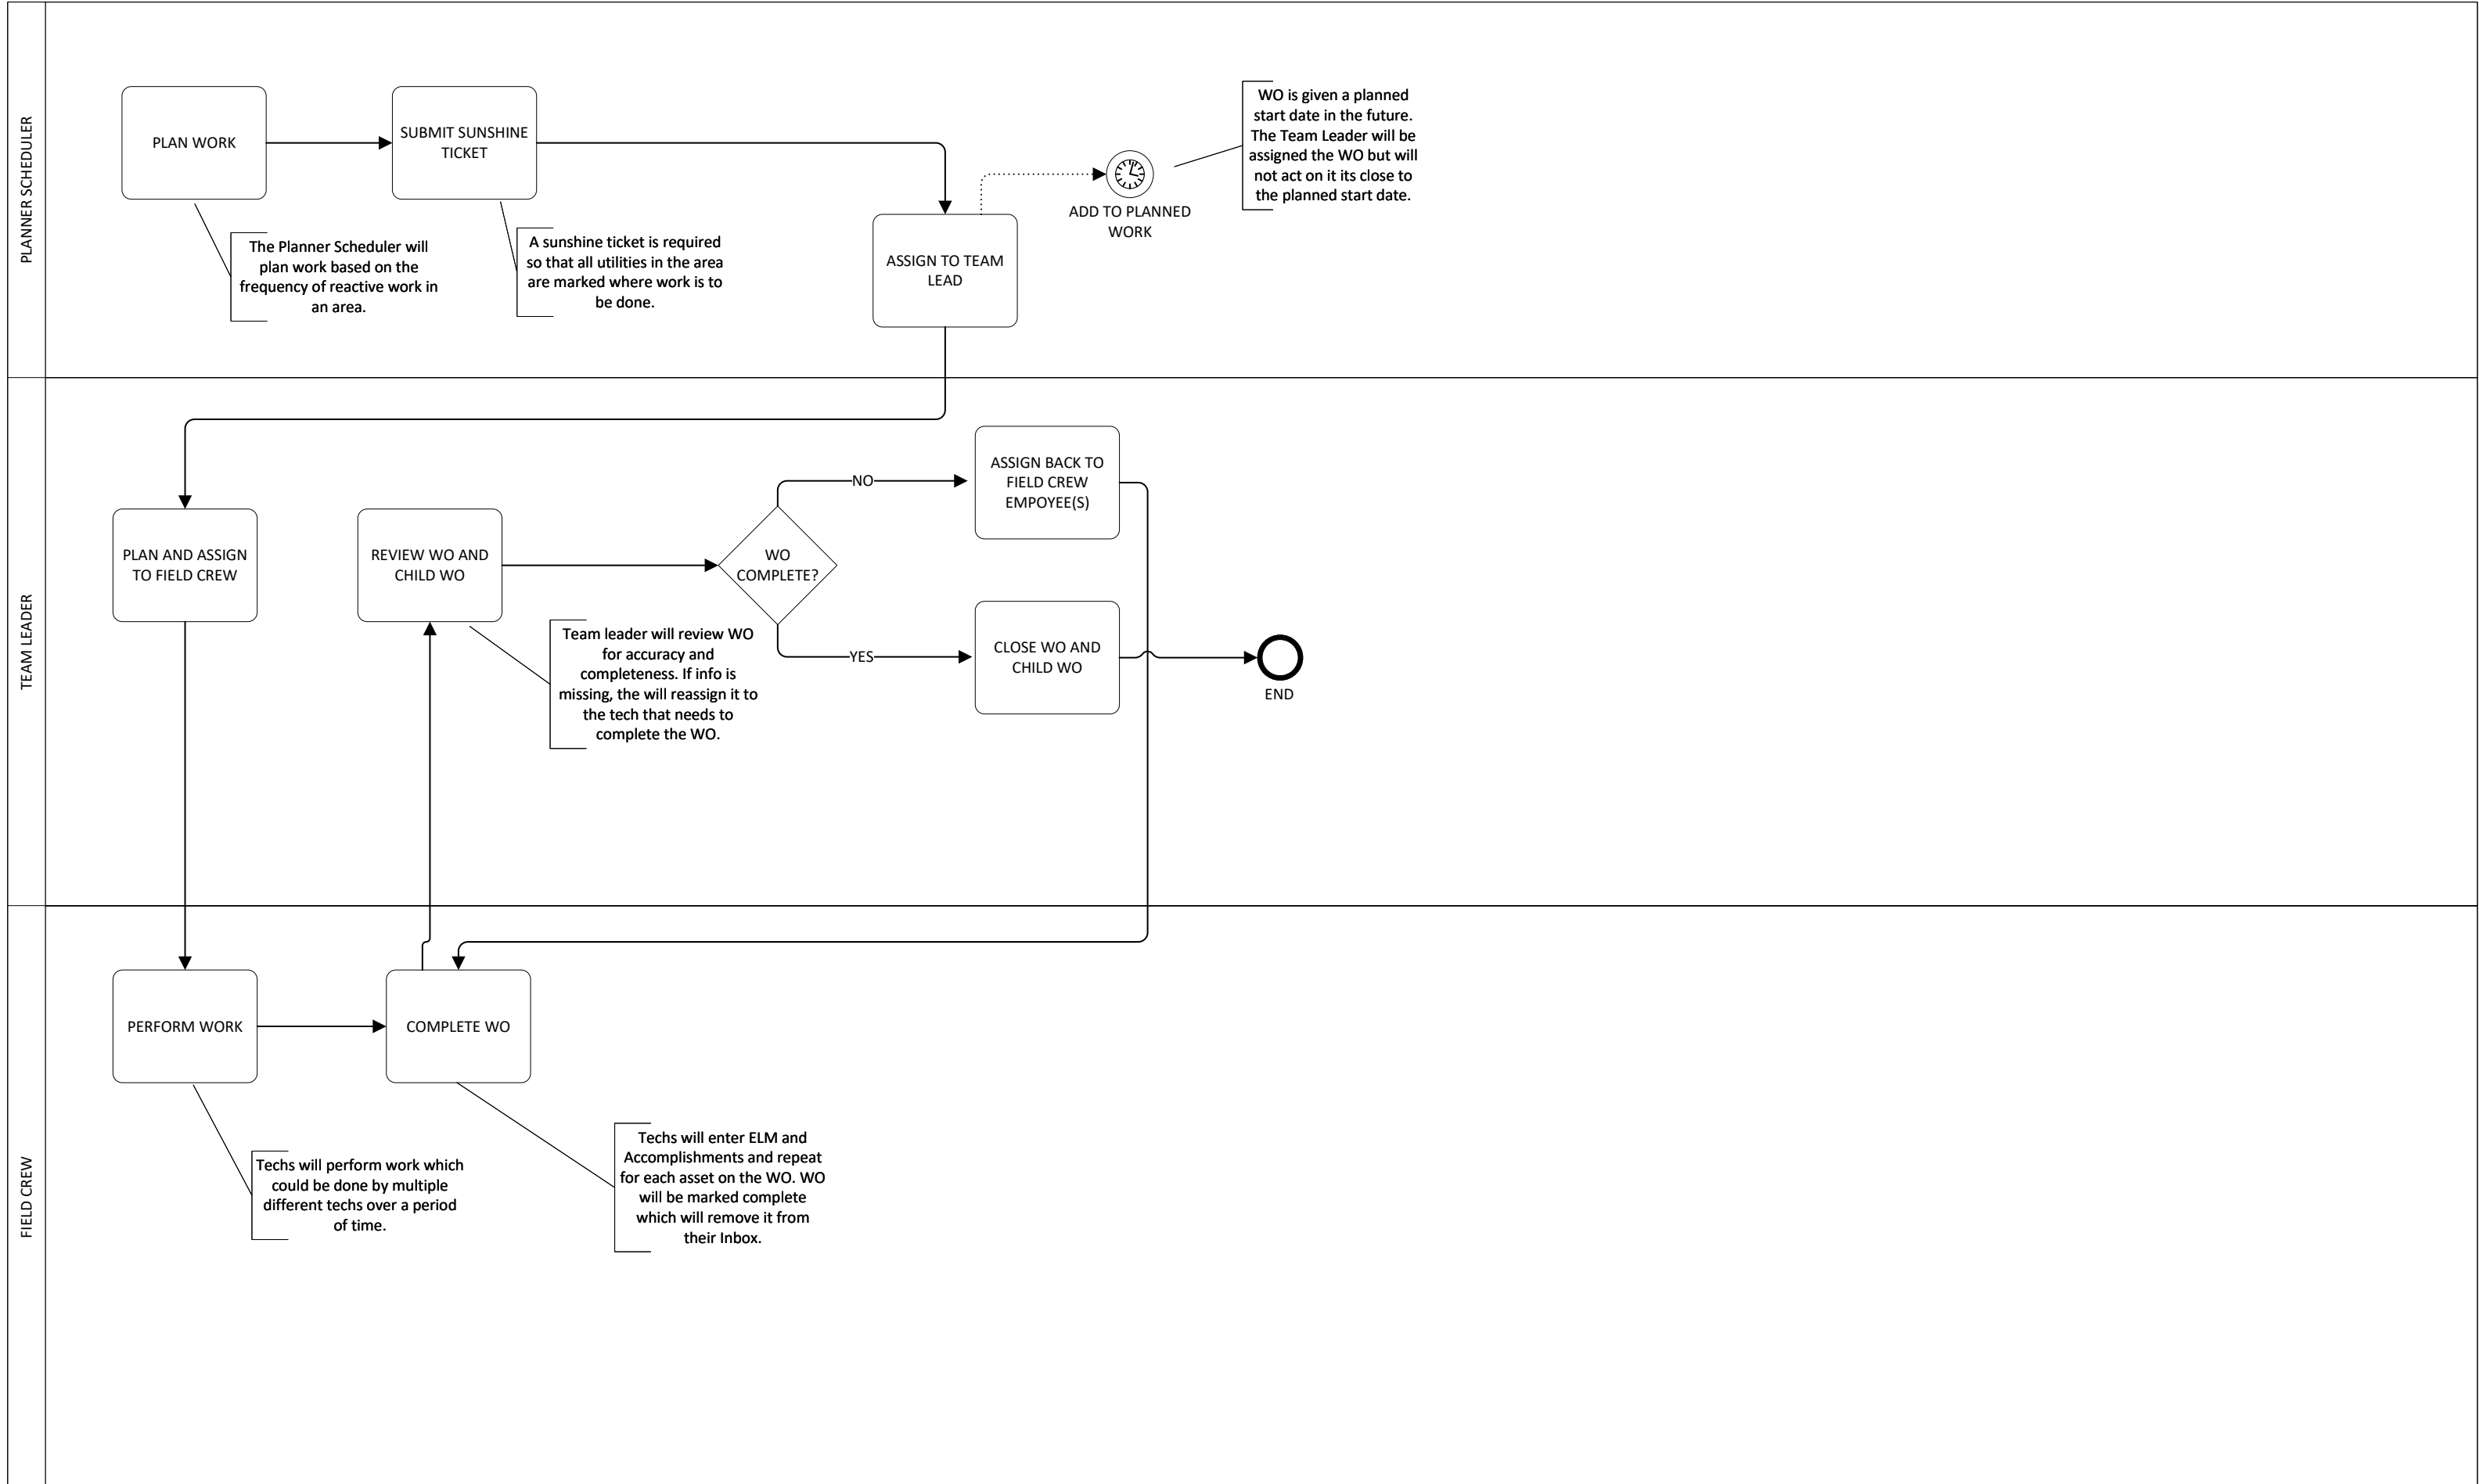 PLANNER SCHEDULER
PLAN WORK
SUBMIT SUNSHINE
TICKET
WO is given a planned
start date in the future.
The Team Leader will be
assigned the WO but will
not act on it its close to
the planned start date.
ADD TO PLANNED
WORK
The Planner Scheduler will
plan work based on the
frequency of reactive work in
an area.
A sunshine ticket is required
so that all utilities in the area
are marked where work is to
be done.
ASSIGN TO TEAM
LEAD
TEAM LEADER
PLAN AND ASSIGN
TO FIELD CREW
REVIEW WO AND
CHILD WO
WO
COMPLETE?
NO
ASSIGN BACK TO
FIELD CREW
EMPOYEE(S)
YES
CLOSE WO AND
CHILD WO
END
Team leader will review WO
for accuracy and
completeness. If info is
missing, the will reassign it to
the tech that needs to
complete the WO.
FIELD CREW
PERFORM WORK
COMPLETE WO
Techs will perform work which
could be done by multiple
different techs over a period
of time.
Techs will enter ELM and
Accomplishments and repeat
for each asset on the WO. WO
will be marked complete
which will remove it from
their Inbox.